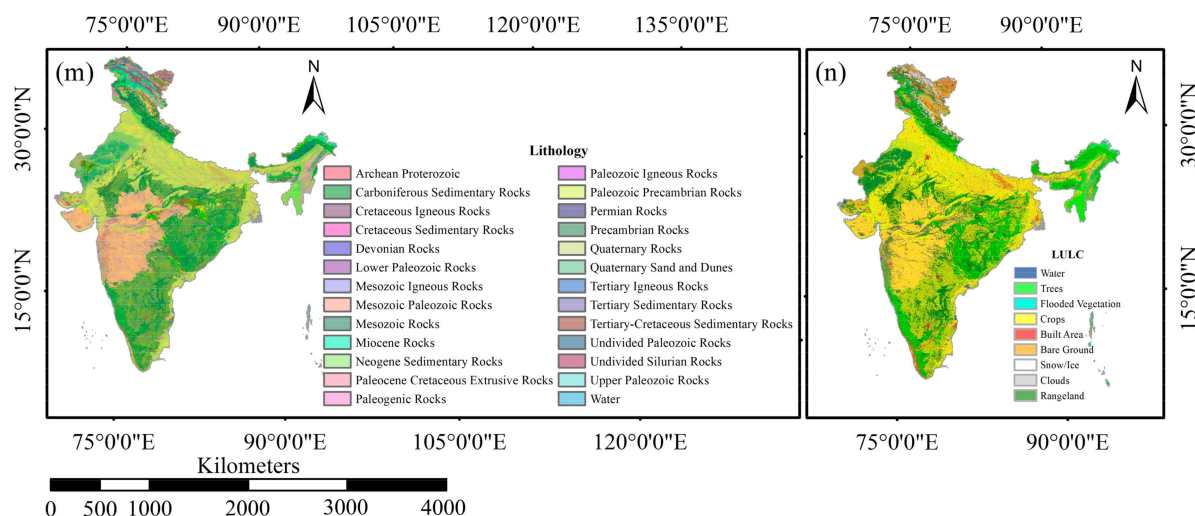 75°0'0"E 90°0'0"E 105°0'0"E 120°0'0"E 135°0'0"E 75°0'0"E 90°0'0"E
(m)
N
30°0'0"N
15°0'0"N
Lithology
Archean Proterozoic
Carboniferous Sedimentary Rocks
Cretaceous Igneous Rocks
Cretaceous Sedimentary Rocks
Devonian Rocks
Lower Paleozoic Rocks
Mesozoic Igneous Rocks
Mesozoic Paleozoic Rocks
Mesozoic Rocks
Miocene Rocks
Neogene Sedimentary Rocks
Paleocene Cretaceous Extrusive Rocks
Paleogenic Rocks
Paleozoic Igneous Rocks
Paleozoic Precambrian Rocks
Permian Rocks
Precambrian Rocks
Quaternary Rocks
Quaternary Sand and Dunes
Tertiary Igneous Rocks
Tertiary Sedimentary Rocks
Tertiary-Cretaceous Sedimentary Rocks
Undivided Paleozoic Rocks
Undivided Silurian Rocks
Upper Paleozoic Rocks
Water
(n)
N
30°0'0"N
15°0'0"N
LULC
Water
Trees
Flooded Vegetation
Crops
Built Area
Bare Ground
Snow/Ice
Clouds
Rangeland
75°0'0"E 90°0'0"E 105°0'0"E 120°0'0"E 75°0'0"E 90°0'0"E
Kilometers
0 500 1000 2000 3000 4000